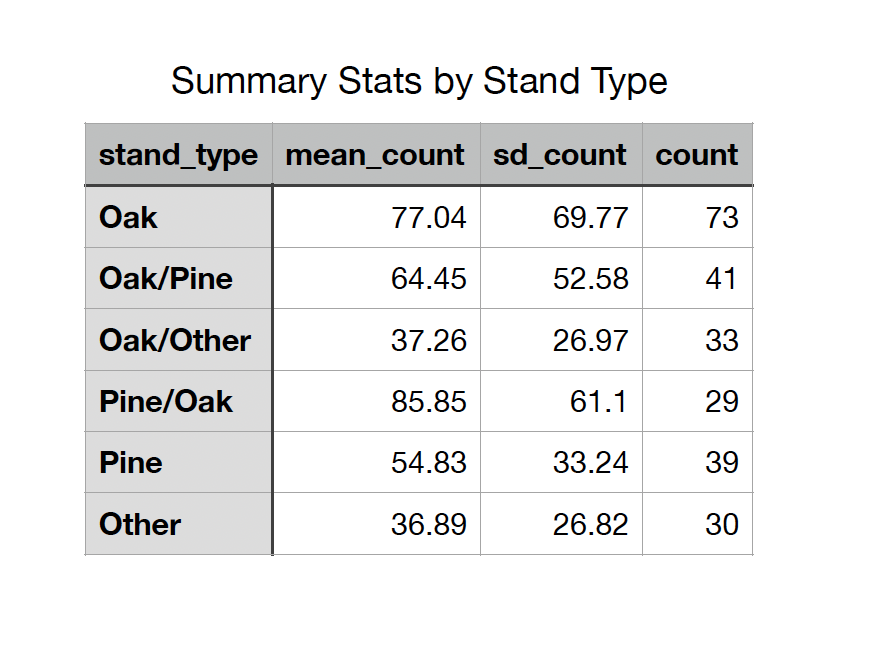 Summary Stats by Stand Type
stand_type mean_count sd_count count
Oak 77.04 69.77 73
Oak/Pine 64.45 52.58 41
Oak/Other 37.26 26.97 33
Pine/Oak 85.85 61.1 29
Pine 54.83 33.24 39
Other 36.89 26.82 30